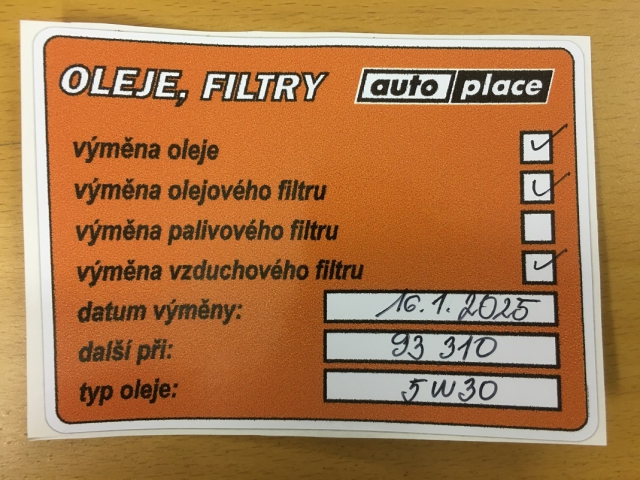 OLEJE, FILTRY auto place
výměna oleje ✓
výměna olejového filtru ✓
výměna palivového filtru
výměna vzduchového filtru ✓
datum výměny: 16.1.2025
další při: 93 310
typ oleje: 5W30